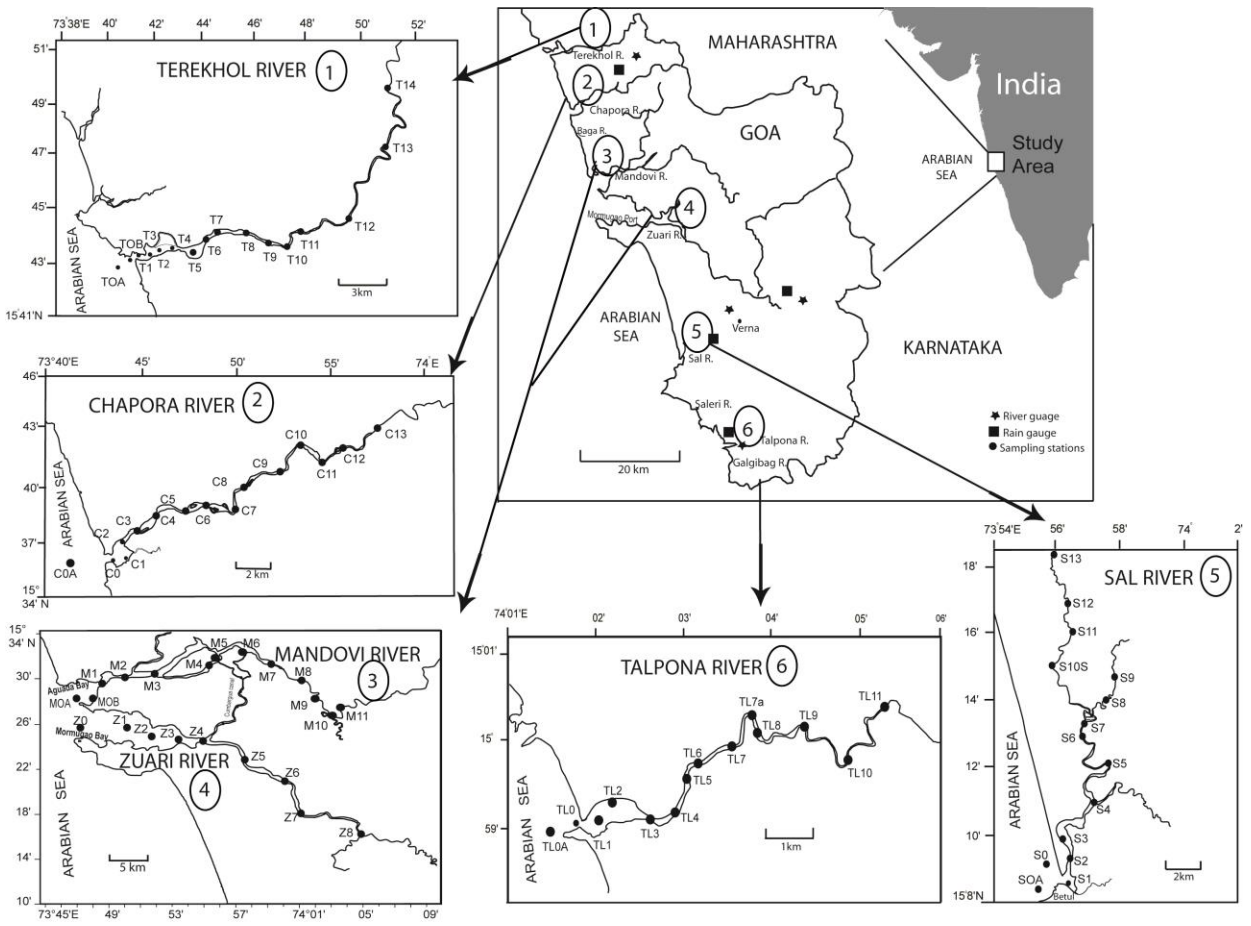 73°38'E
40'
42'
44'
46'
48'
50'
52'
51'
49'
47'
45'
43'
15°41'N
TEREKHOL RIVER
1
T14
T13
T12
T11
T10
T9
T8
T7
T6
T5
T4
T3
T2
T1
TOB
TOA
ARABIAN SEA
3km
1
Terekhol R.
2
Chapora R.
Baga R.
3
Mandovi R.
4
Mormugao Port
Zuari R.
5
Verna
Sal R.
Saleri R.
6
Talpona R.
Galgibag R.
MAHARASHTRA
GOA
KARNATAKA
ARABIAN
SEA
20 km
River guage
Rain gauge
Sampling stations
India
Study
Area
ARABIAN
SEA
73°40'E
45'
50'
55'
74°E
46'
43'
40'
37'
15°
34' N
CHAPORA RIVER
2
C13
C12
C11
C10
C9
C8
C7
C6
C5
C4
C3
C2
C1
C0
C0A
ARABIAN SEA
2 km
15°
34' N
30'
26'
22'
18'
14'
10'
73°45'E
49'
53'
57'
74°01'E
05'
09'
MANDOVI RIVER
3
M1
M2
M3
M4
M5
M6
M7
M8
M9
M10
M11
Aguada Bay
MOA
MOB
Cumbarjua canal
Z0
Z1
Z2
Z3
Z4
Z5
Z6
Z7
Z8
Mormugao Bay
ZUARI RIVER
4
ARABIAN SEA
5 km
74°01'E
02'
03'
04'
05'
06'
15°01'
15'
59'
TALPONA RIVER
6
TL11
TL10
TL9
TL8
TL7a
TL7
TL6
TL5
TL4
TL3
TL2
TL1
TL0
TL0A
ARABIAN SEA
1km
73°54'E
56'
58'
74°
2'
18'
16'
14'
12'
10'
15°8'N
SAL RIVER
5
S13
S12
S11
S10S
S9
S8
S7
S6
S5
S4
S3
S2
S1
S0
SOA
Betul
ARABIAN SEA
2km